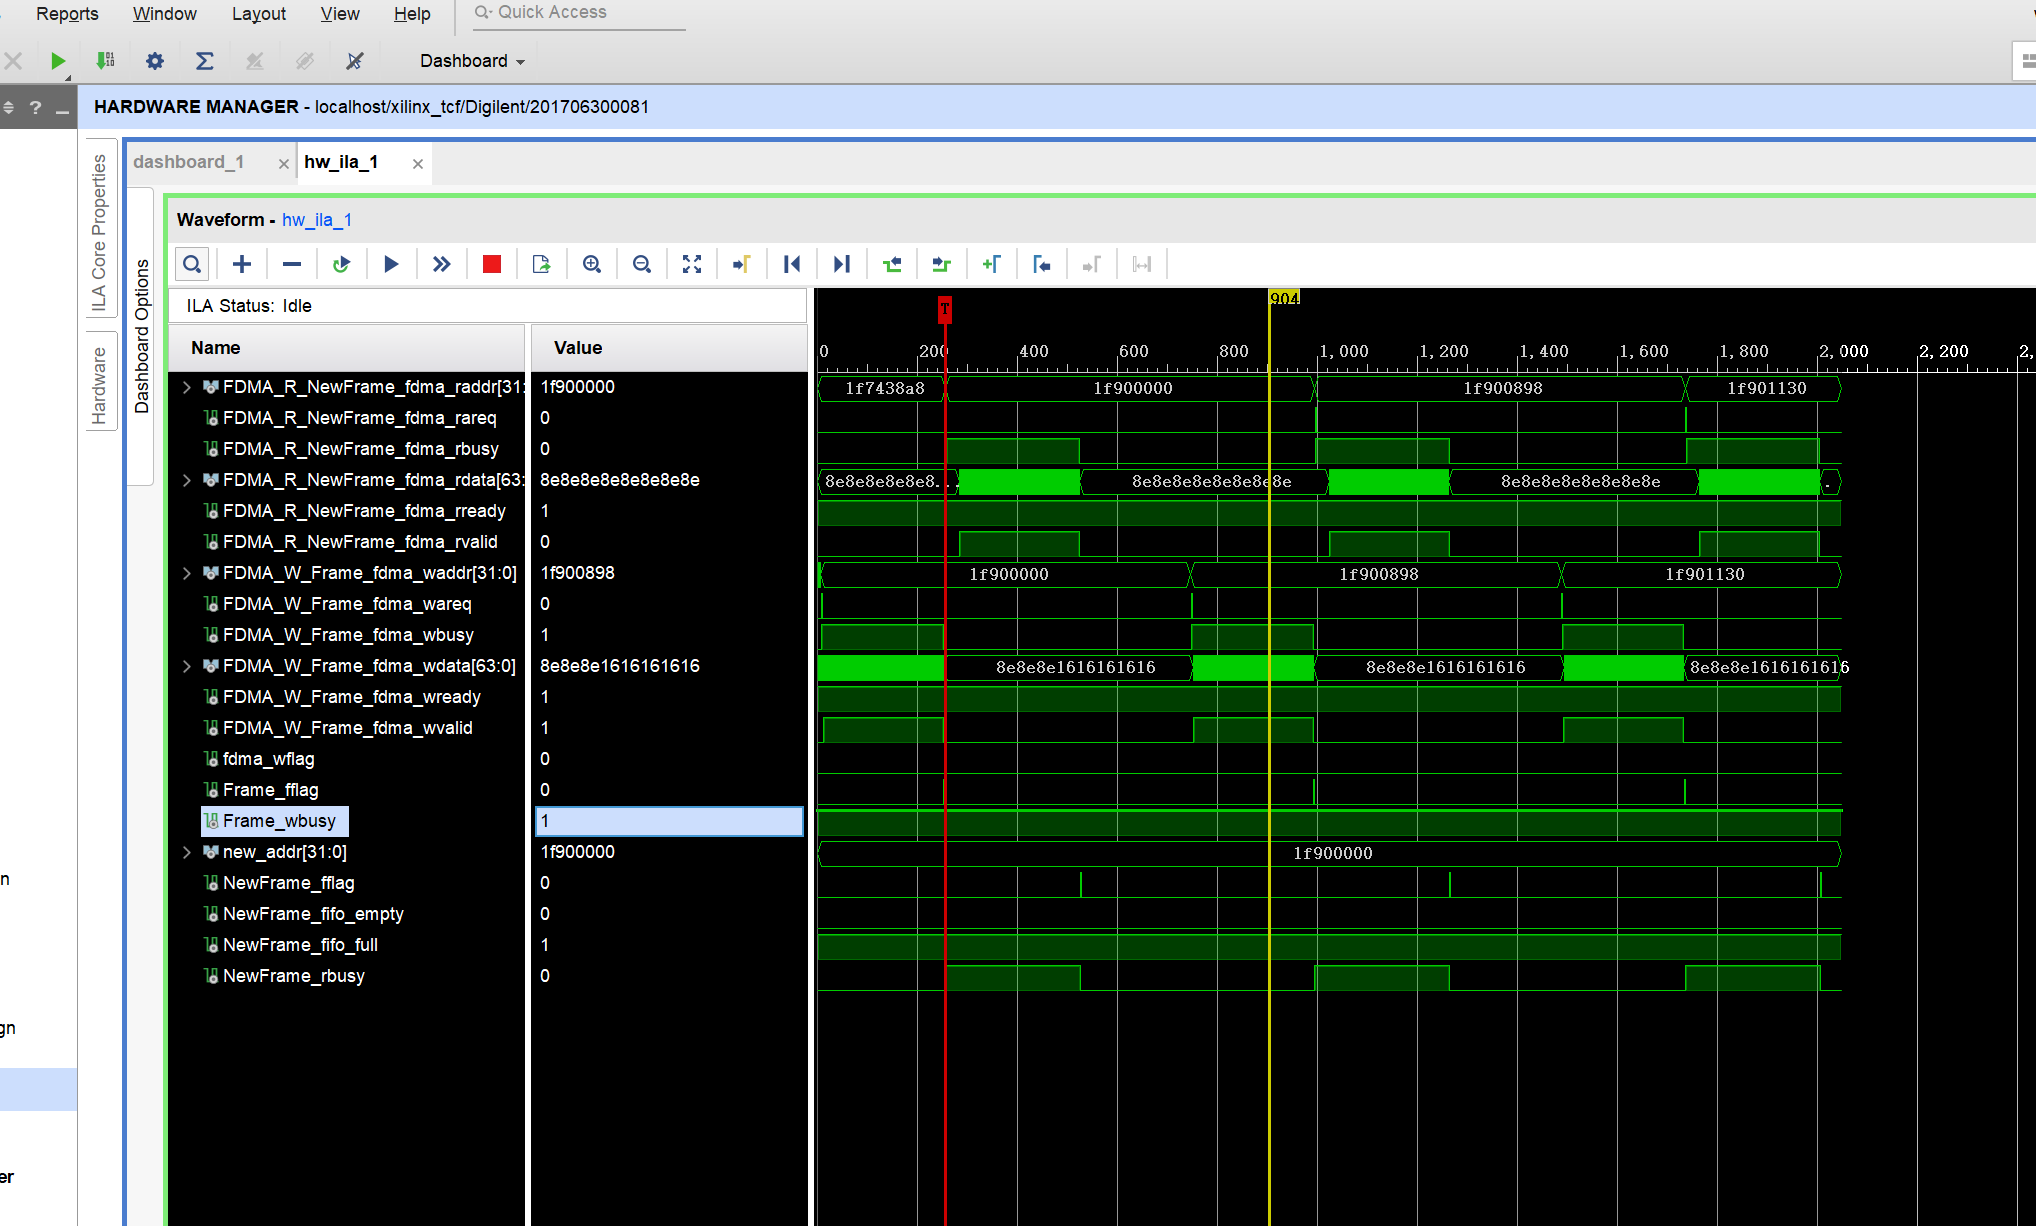 Reports Window Layout View Help Quick Access
Dashboard
? HARDWARE MANAGER - localhost/xilinx_tcf/Digilent/201706300081
ILA Core Properties
Hardware
Dashboard Options
dashboard_1 hw_ila_1
Waveform - hw_ila_1
ILA Status: Idle
Name Value
T 904
0 200 400 600 800 1,000 1,200 1,400 1,600 1,800 2,000 2,200 2,
FDMA_R_NewFrame_fdma_raddr[31: 1f900000 1f7438a8 1f900000 1f900898 1f901130
FDMA_R_NewFrame_fdma_rareq 0
FDMA_R_NewFrame_fdma_rbusy 0
FDMA_R_NewFrame_fdma_rdata[63: 8e8e8e8e8e8e8e8e 8e8e8e8e8... 8e8e8e8e8e8e8e8e 8e8e8e8e8e8e8e8e .
FDMA_R_NewFrame_fdma_rready 1
FDMA_R_NewFrame_fdma_rvalid 0
FDMA_W_Frame_fdma_waddr[31:0] 1f900898 1f900000 1f900898 1f901130
FDMA_W_Frame_fdma_wareq 0
FDMA_W_Frame_fdma_wbusy 1
FDMA_W_Frame_fdma_wdata[63:0] 8e8e8e1616161616 8e8e8e1616161616 8e8e8e1616161616 8e8e8e1616161616
FDMA_W_Frame_fdma_wready 1
FDMA_W_Frame_fdma_wvalid 1
fdma_wflag 0
Frame_fflag 0
Frame_wbusy 1
new_addr[31:0] 1f900000 1f900000
NewFrame_fflag 0
NewFrame_fifo_empty 0
NewFrame_fifo_full 1
NewFrame_rbusy 0
n
gn
er